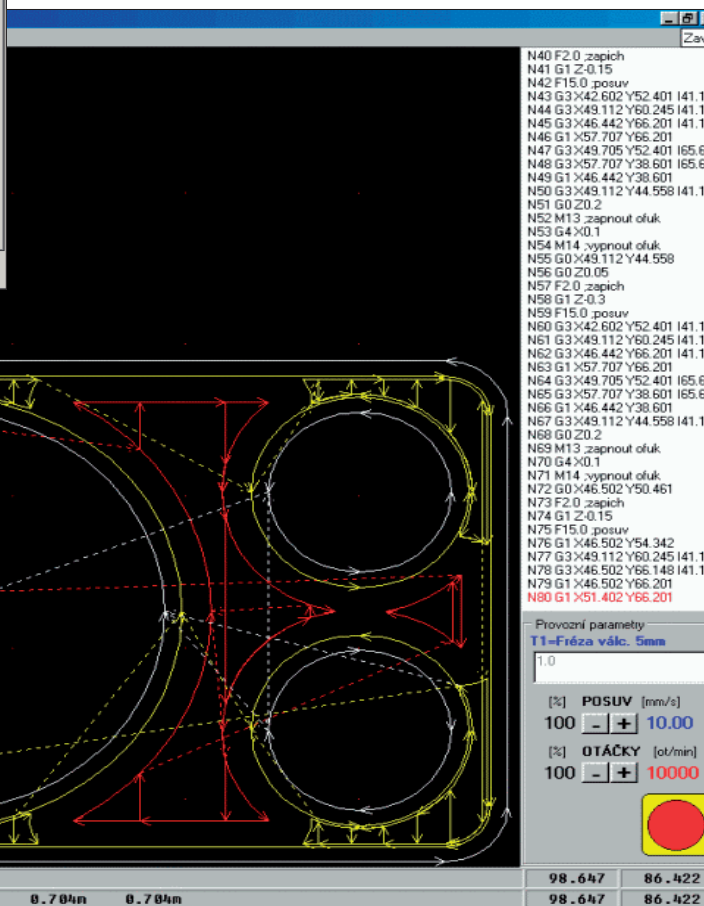 Zav
N40 F2.0 ;zapich
N41 G1 Z-0.15
N42 F15.0 ;posuv
N43 G3 X42.602 Y52.401 I41.1
N44 G3 X49.112 Y60.245 I41.1
N45 G3 X46.442 Y66.201 I41.1
N46 G1 X57.707 Y66.201
N47 G3 X49.705 Y52.401 I65.6
N48 G3 X57.707 Y38.601 I65.6
N49 G1 X46.442 Y38.601
N50 G3 X49.112 Y44.558 I41.1
N51 G0 Z0.2
N52 M13 ;zapnout ofuk
N53 G4 X0.1
N54 M14 ;vypnout ofuk
N55 G0 X49.112 Y44.558
N56 G0 Z0.05
N57 F2.0 ;zapich
N58 G1 Z-0.3
N59 F15.0 ;posuv
N60 G3 X42.602 Y52.401 I41.1
N61 G3 X49.112 Y60.245 I41.1
N62 G3 X46.442 Y66.201 I41.1
N63 G1 X57.707 Y66.201
N64 G3 X49.705 Y52.401 I65.6
N65 G3 X57.707 Y38.601 I65.6
N66 G1 X46.442 Y38.601
N67 G3 X49.112 Y44.558 I41.1
N68 G0 Z0.2
N69 M13 ;zapnout ofuk
N70 G4 X0.1
N71 M14 ;vypnout ofuk
N72 G0 X46.502 Y50.461
N73 F2.0 ;zapich
N74 G1 Z-0.15
N75 F15.0 ;posuv
N76 G1 X46.502 Y54.342
N77 G3 X49.112 Y60.245 I41.1
N78 G3 X46.502 Y66.148 I41.1
N79 G1 X46.502 Y66.201
N80 G1 X51.402 Y66.201
Provozní parametry
T1=Fréza válc. 5mm
1.0
[%] POSUV [mm/s]
100 - + 10.00
[%] OTÁČKY [ot/min]
100 - + 10000
98.647 86.422
0.704m 0.704m 98.647 86.422